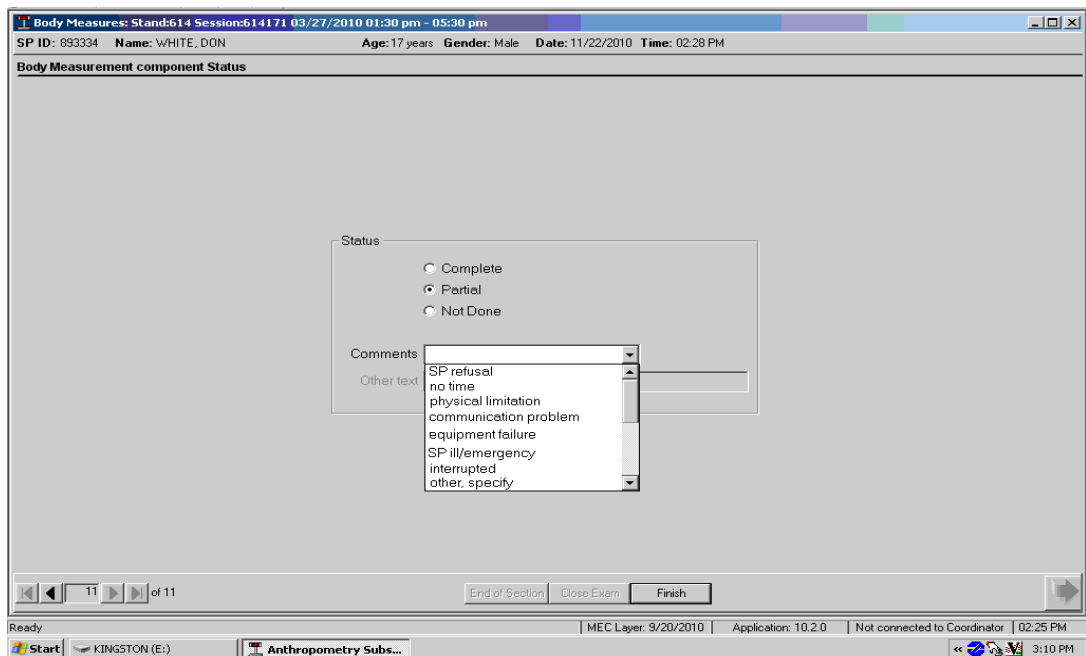 Body Measures: Stand:614 Session:614171 03/27/2010 01:30 pm - 05:30 pm
SP ID: 893334 Name: WHITE, DON Age: 17 years Gender: Male Date: 11/22/2010 Time: 02:28 PM
Body Measurement component Status
Status
Complete
Partial
Not Done
Comments
SP refusal
Other text
no time
physical limitation
communication problem
equipment failure
SP ill/emergency
interrupted
other, specify
11 of 11 End of Section Close Exam Finish
Ready MEC Layer: 9/20/2010 Application: 10.2.0 Not connected to Coordinator 02:25 PM
Start KINGSTON (E:) Anthropometry Subs... « 3:10 PM